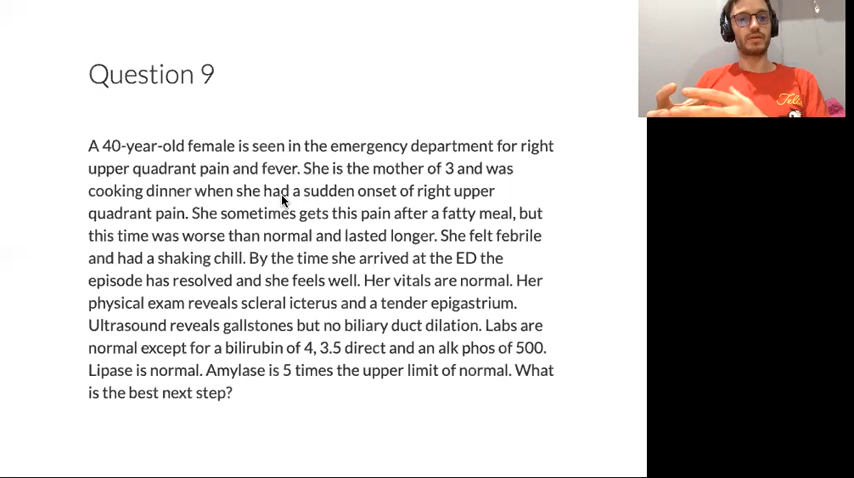 Question 9
A 40-year-old female is seen in the emergency department for right
upper quadrant pain and fever. She is the mother of 3 and was
cooking dinner when she had a sudden onset of right upper
quadrant pain. She sometimes gets this pain after a fatty meal, but
this time was worse than normal and lasted longer. She felt febrile
and had a shaking chill. By the time she arrived at the ED the
episode has resolved and she feels well. Her vitals are normal. Her
physical exam reveals scleral icterus and a tender epigastrium.
Ultrasound reveals gallstones but no biliary duct dilation. Labs are
normal except for a bilirubin of 4, 3.5 direct and an alk phos of 500.
Lipase is normal. Amylase is 5 times the upper limit of normal. What
is the best next step?